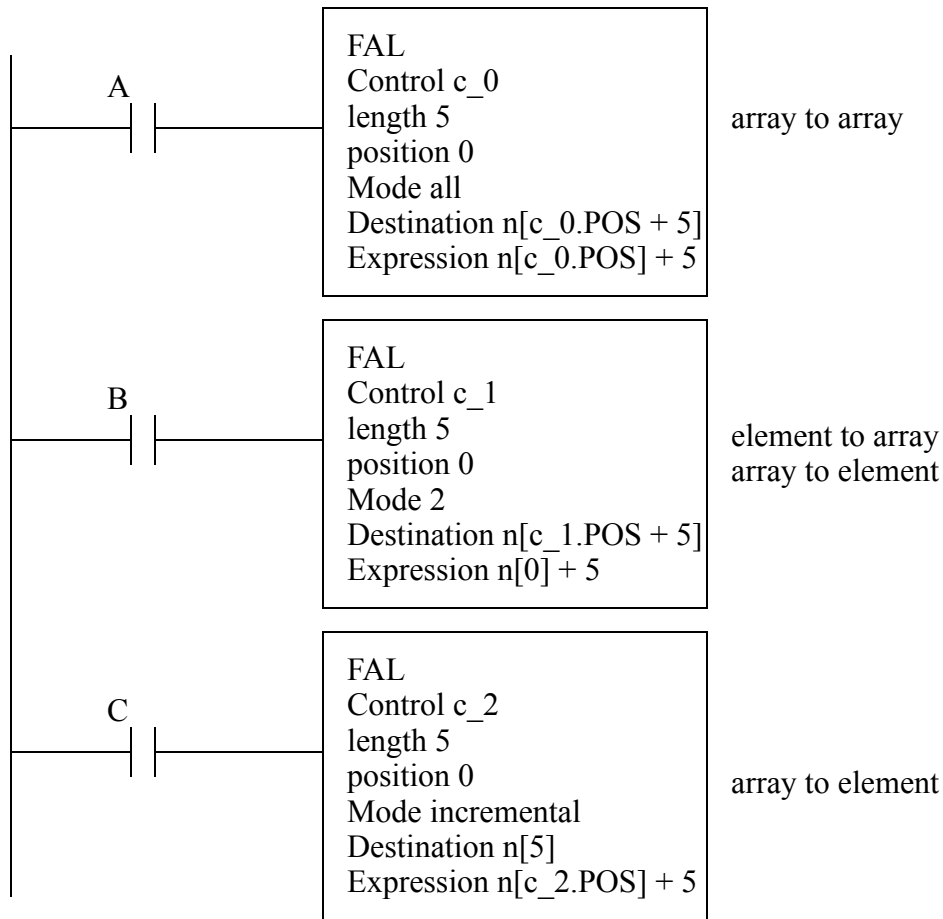 A
FAL
Control c_0
length 5
position 0
Mode all
Destination n[c_0.POS + 5]
Expression n[c_0.POS] + 5
array to array
B
FAL
Control c_1
length 5
position 0
Mode 2
Destination n[c_1.POS + 5]
Expression n[0] + 5
element to array
array to element
C
FAL
Control c_2
length 5
position 0
Mode incremental
Destination n[5]
Expression n[c_2.POS] + 5
array to element